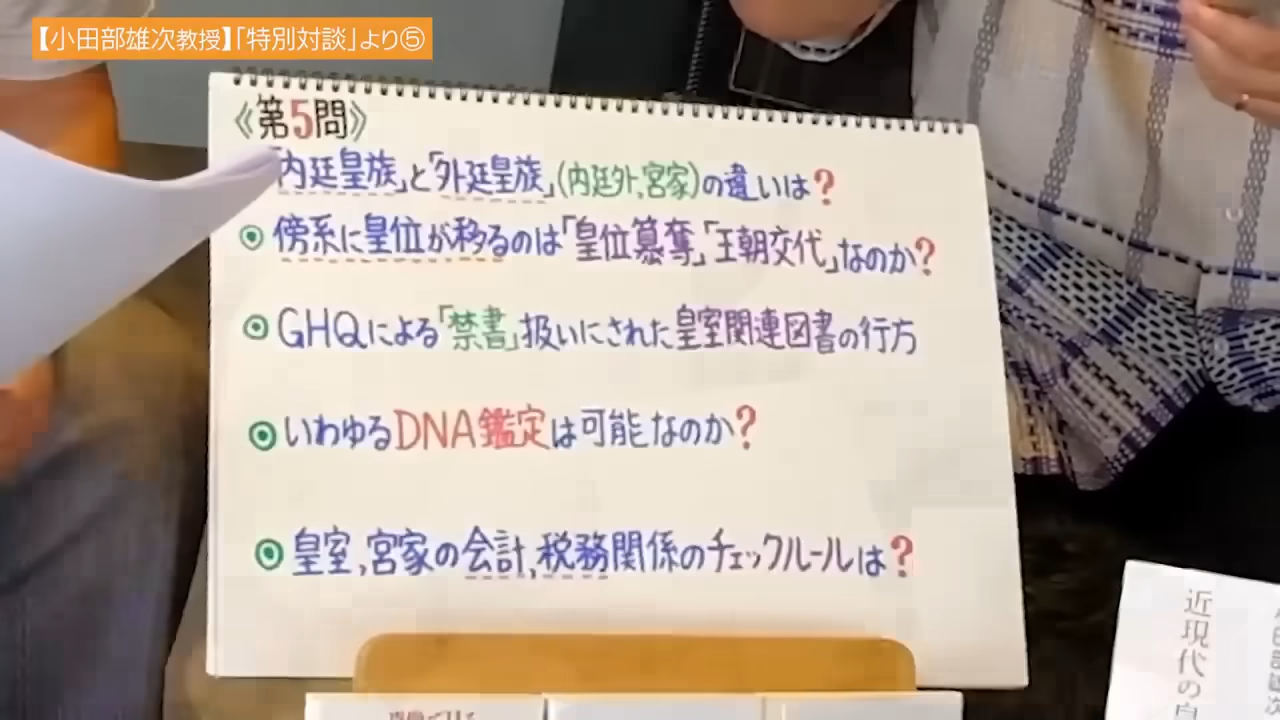 【小田部雄次教授】「特別対談」より⑤
《第5問》
「内廷皇族」と「外廷皇族」(内廷外,宮家)の違いは?
◎傍系に皇位が移るのは「皇位簒奪」「王朝交代」なのか?
◎GHQによる「禁書」扱いにされた皇室関連図書の行方
◎いわゆるDNA鑑定は可能なのか?
◎皇室,宮家の会計,税務関係のチェックルールは?
近現代の